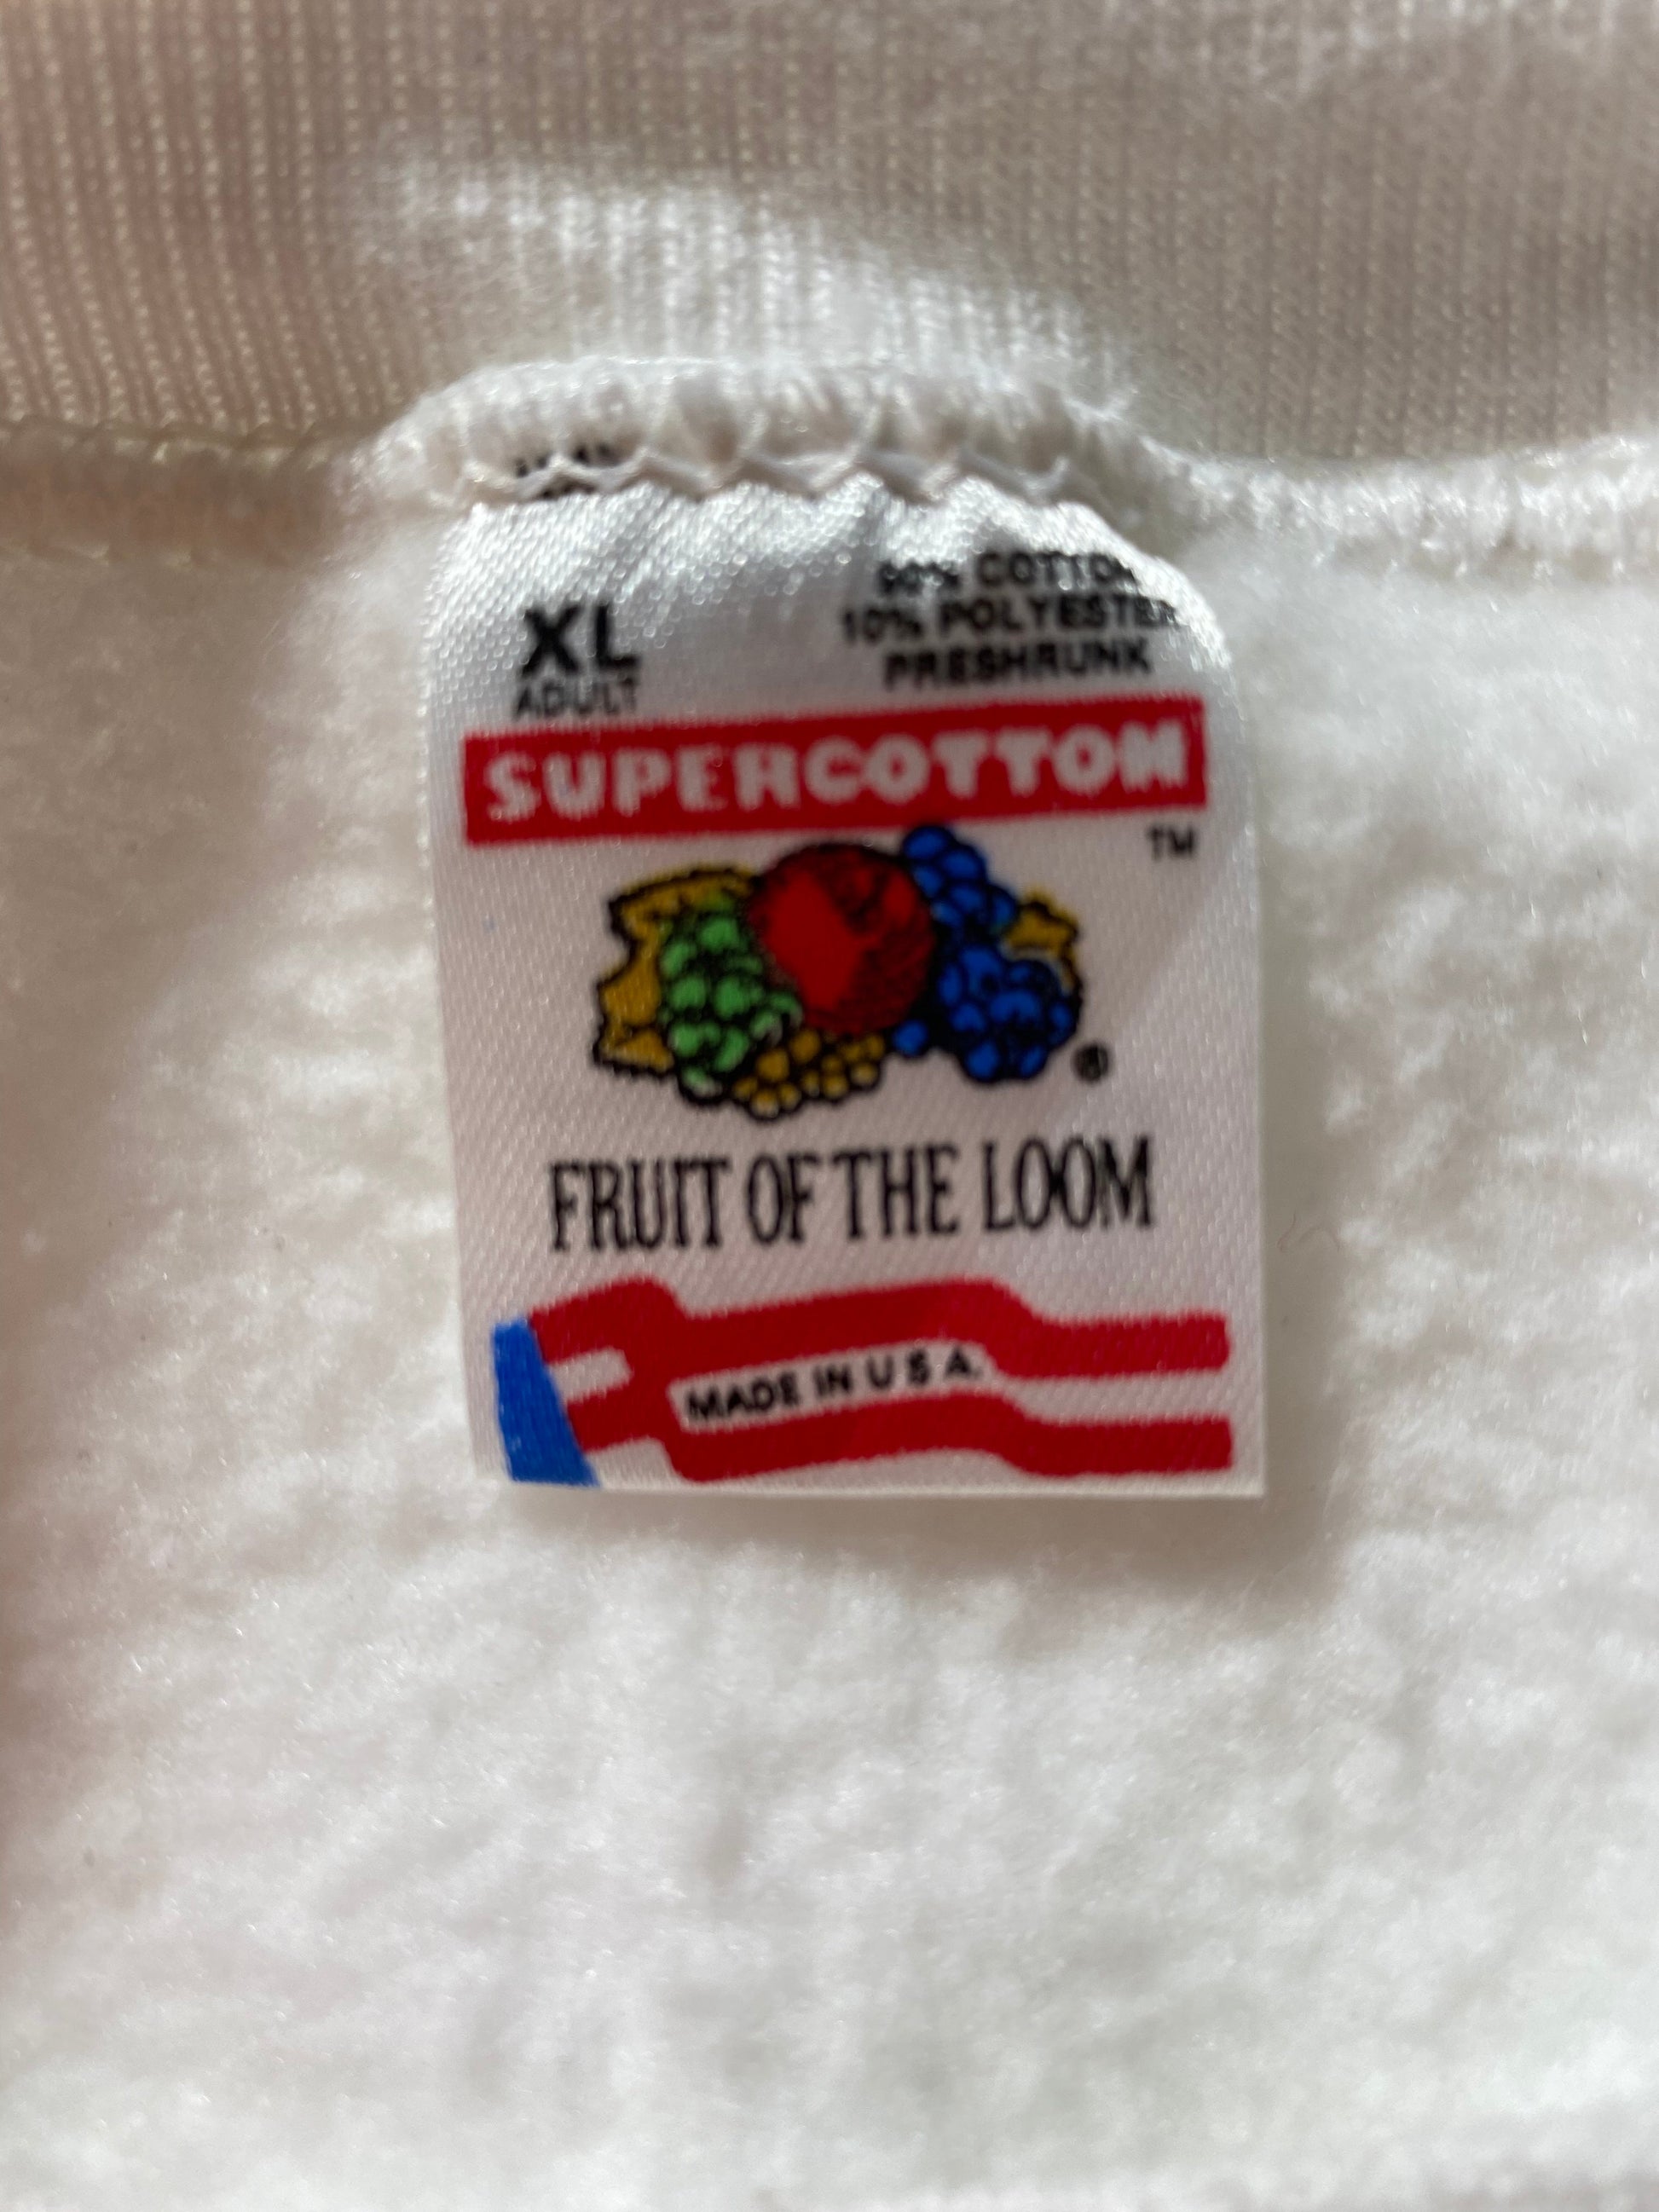 XL
ADULT
90% COTTON
10% POLYESTER
PRESHRUNK
SUPERCOTTON
TM
®
FRUIT OF THE LOOM
MADE IN U S A.